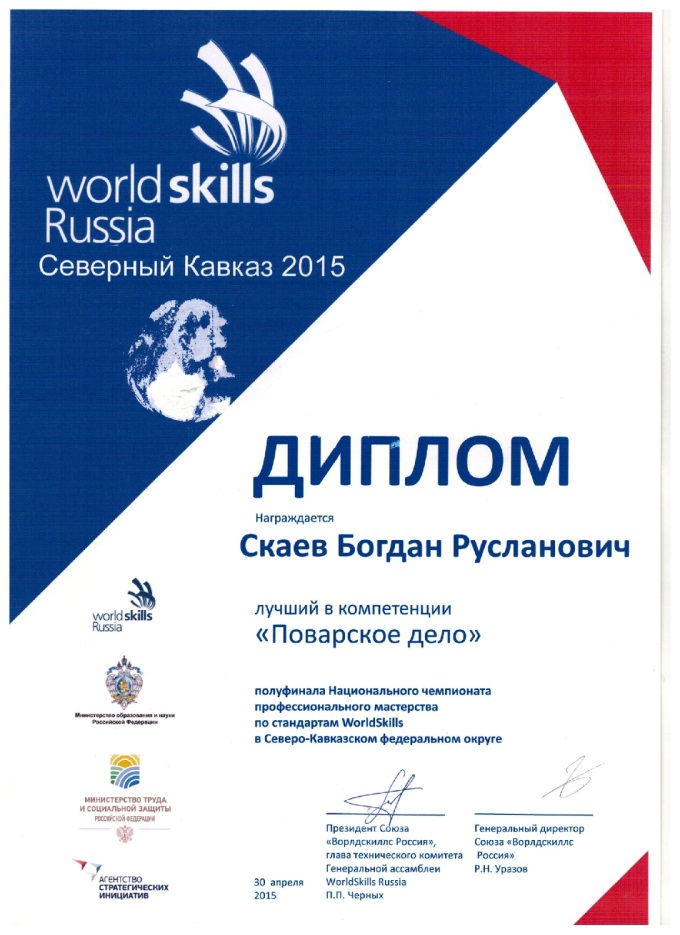 world skills
Russia
Северный Кавказ 2015
ДИПЛОМ
Награждается
Скаев Богдан Русланович
лучший в компетенции
«Поварское дело»
полуфинала Национального чемпионата
профессионального мастерства
по стандартам WorldSkills
в Северо-Кавказском федеральном округе
world skills
Russia
Министерство образования и науки
Российской Федерации
МИНИСТЕРСТВО ТРУДА
И СОЦИАЛЬНОЙ ЗАЩИТЫ
РОССИЙСКОЙ ФЕДЕРАЦИИ
АГЕНТСТВО
СТРАТЕГИЧЕСКИХ
ИНИЦИАТИВ
30 апреля
2015
Президент Союза
«Ворлдскиллс Россия»,
глава технического комитета
Генеральной ассамблеи
WorldSkills Russia
П.П. Черных
Генеральный директор
Союза «Ворлдскиллс
Россия»
Р.Н. Уразов